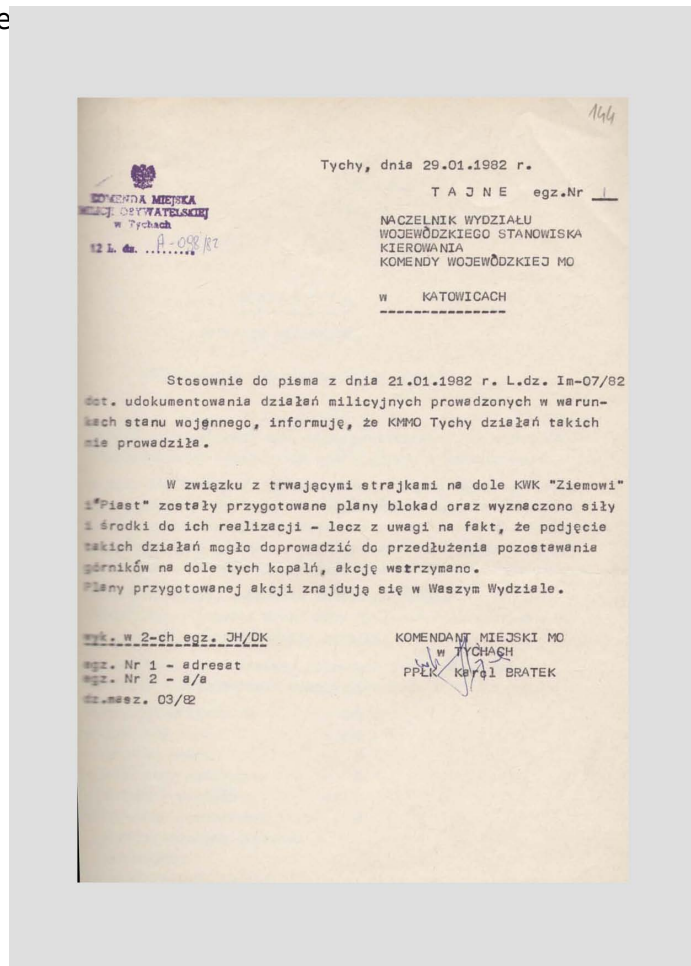 e
144
Tychy, dnia 29.01.1982 r.
T A J N E egz.Nr 1
KOMENDA MIEJSKA
MILICJI OBYWATELSKIEJ
w Tychach
12 L. dz. A-098/82
NACZELNIK WYDZIAŁU
WOJEWÓDZKIEGO STANOWISKA
KIEROWANIA
KOMENDY WOJEWÓDZKIEJ MO
w KATOWICACH
Stosownie do pisma z dnia 21.01.1982 r. L.dz. Im-07/82
dot. udokumentowania działań milicyjnych prowadzonych w warun-
kach stanu wojennego, informuję, że KMMO Tychy działań takich
nie prowadziła.
W związku z trwającymi strajkami na dole KWK "Ziemowi"
i "Piast" zostały przygotowane plany blokad oraz wyznaczono siły
i środki do ich realizacji – lecz z uwagi na fakt, że podjęcie
takich działań mogło doprowadzić do przedłużenia pozostawania
górników na dole tych kopalń, akcję wstrzymano.
Plany przygotowanej akcji znajdują się w Waszym Wydziale.
wyk. w 2-ch egz. JH/DK
egz. Nr 1 – adresat
egz. Nr 2 – a/a
dz.masz. 03/82
KOMENDANT MIEJSKI MO
w TYCHACH
PPŁK Karol BRATEK